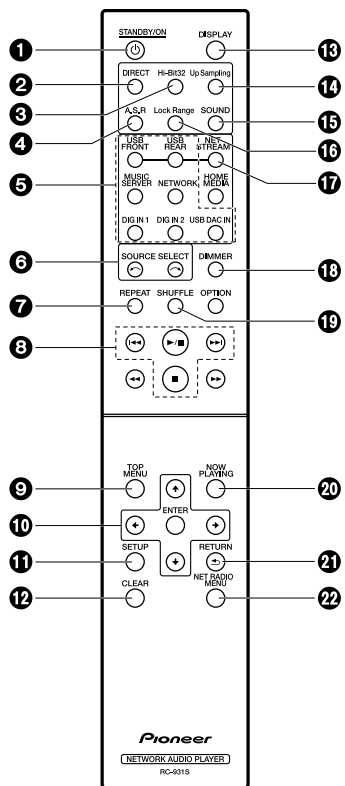 STANDBY/ON
DISPLAY
1
13
DIRECT
Hi-Bit32
Up Sampling
2
14
3
A.S.R
Lock Range
SOUND
15
4
16
USB FRONT
USB REAR
NET STREAM
17
5
MUSIC SERVER
NETWORK
HOME MEDIA
DIG IN 1
DIG IN 2
USB DAC IN
6
SOURCE SELECT
DIMMER
18
7
REPEAT
SHUFFLE
OPTION
19
8
9
TOP MENU
NOW PLAYING
20
10
ENTER
11
SETUP
RETURN
21
12
CLEAR
NET RADIO MENU
22
Pioneer
NETWORK AUDIO PLAYER
RC-931S